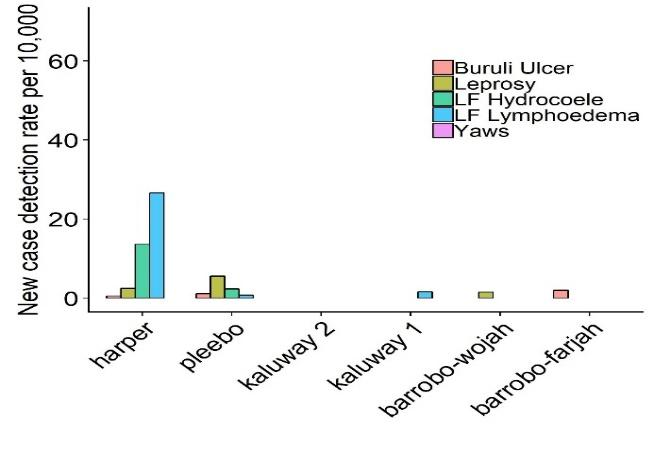 New case detection rate per 10,000
60
40
20
0
Buruli Ulcer
Leprosy
LF Hydrocoele
LF Lymphoedema
Yaws
harper
pleebo
kaluway 2
kaluway 1
barrobo-wojah
barrobo-farjah